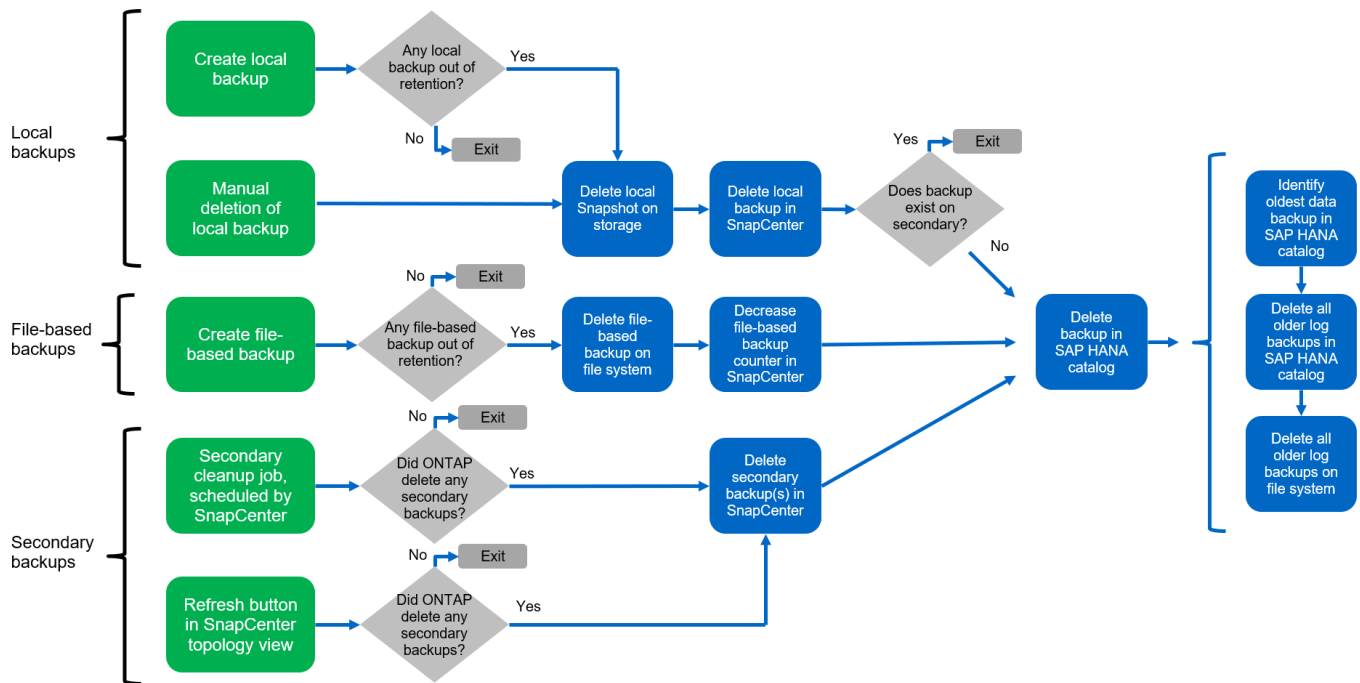 Local
backups
Create local
backup
Any local
backup out of
retention?
Yes
No
Exit
Manual
deletion of
local backup
Delete local
Snapshot on
storage
Delete local
backup in
SnapCenter
Yes
Exit
Does backup
exist on
secondary?
No
File-based
backups
Create file-
based backup
No
Exit
Any file-based
backup out of
retention?
Yes
Delete file-
based
backup on
file system
Decrease
file-based
backup
counter in
SnapCenter
Delete
backup in
SAP HANA
catalog
Identify
oldest data
backup in
SAP HANA
catalog
Delete all
older log
backups in
SAP HANA
catalog
Delete all
older log
backups on
file system
Secondary
backups
Secondary
cleanup job,
scheduled by
SnapCenter
No
Exit
Did ONTAP
delete any
secondary
backups?
Yes
Delete
secondary
backup(s) in
SnapCenter
Refresh button
in SnapCenter
topology view
No
Exit
Did ONTAP
delete any
secondary
backups?
Yes